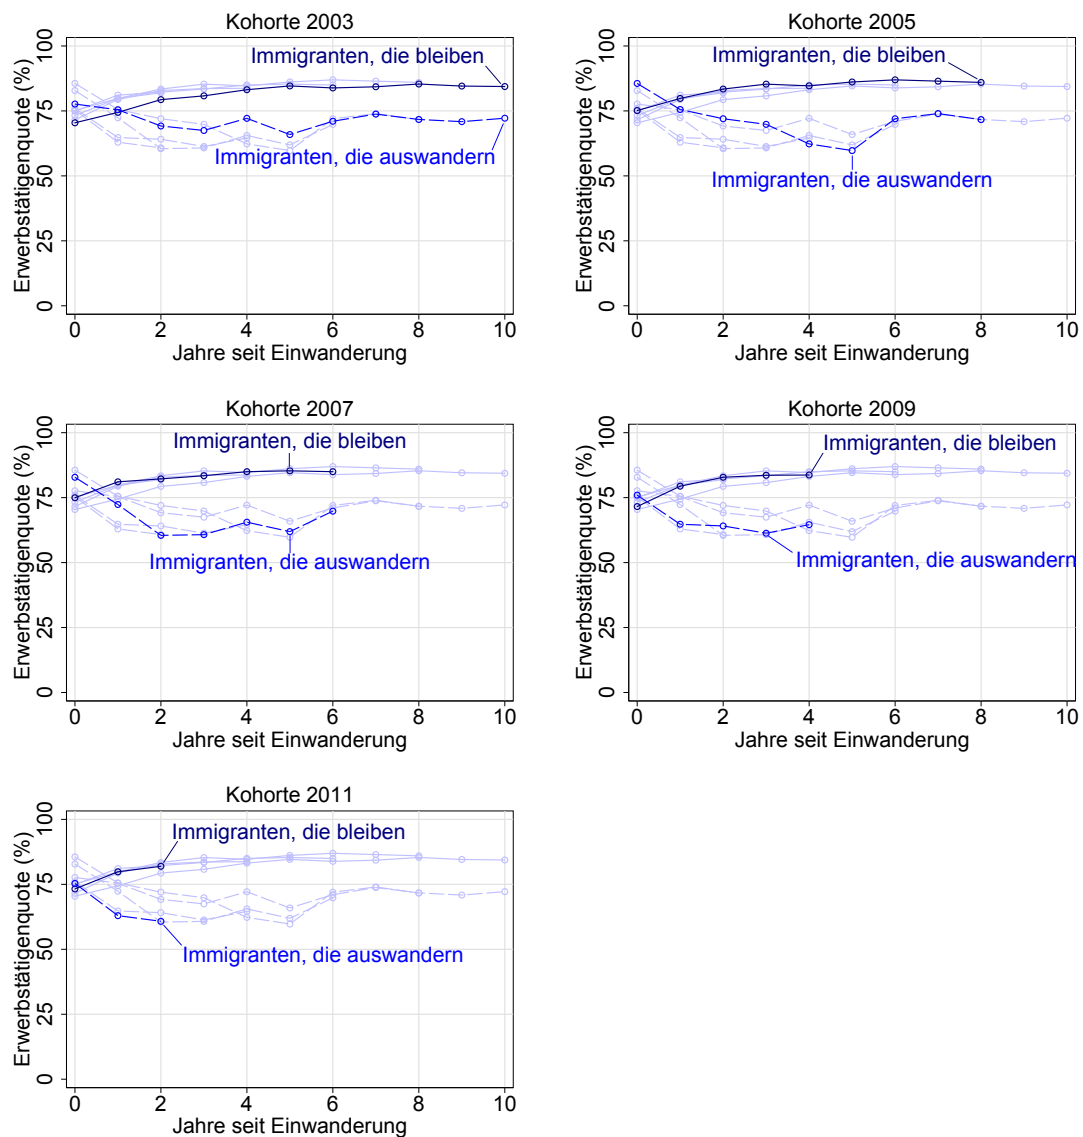 Kohorte 2003
Erwerbstätigenquote (%)
0 25 50 75 100
Immigranten, die bleiben
Immigranten, die auswandern
0 2 4 6 8 10
Jahre seit Einwanderung
Kohorte 2005
Erwerbstätigenquote (%)
0 25 50 75 100
Immigranten, die bleiben
Immigranten, die auswandern
0 2 4 6 8 10
Jahre seit Einwanderung
Kohorte 2007
Erwerbstätigenquote (%)
0 25 50 75 100
Immigranten, die bleiben
Immigranten, die auswandern
0 2 4 6 8 10
Jahre seit Einwanderung
Kohorte 2009
Erwerbstätigenquote (%)
0 25 50 75 100
Immigranten, die bleiben
Immigranten, die auswandern
0 2 4 6 8 10
Jahre seit Einwanderung
Kohorte 2011
Erwerbstätigenquote (%)
0 25 50 75 100
Immigranten, die bleiben
Immigranten, die auswandern
0 2 4 6 8 10
Jahre seit Einwanderung